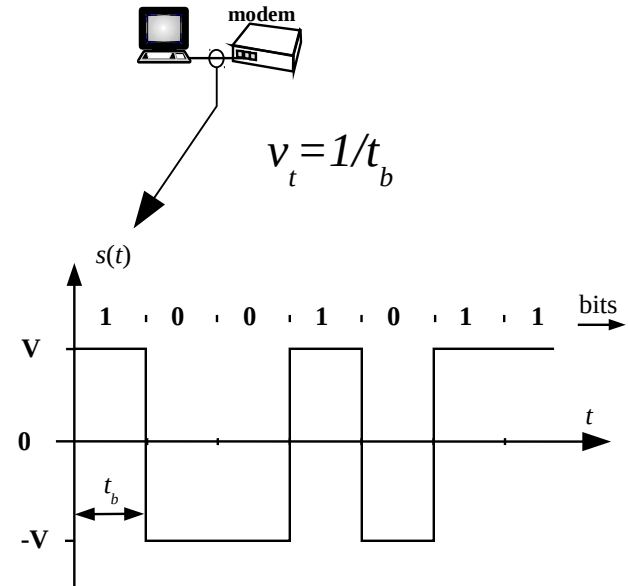 modem
v_t=1/t_b
s(t)
bits
1 0 0 1 0 1 1
V
t
0
t_b
-V